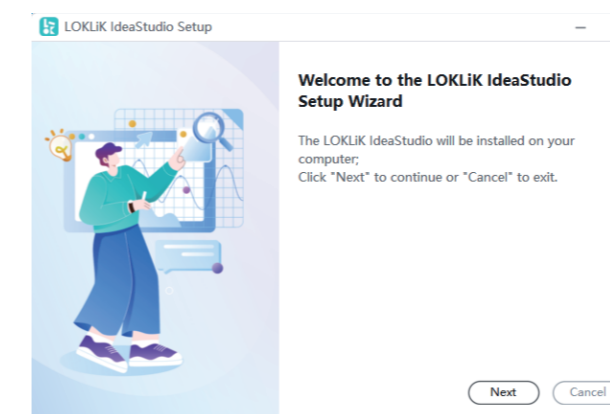 LOKLiK IdeaStudio Setup
Welcome to the LOKLiK IdeaStudio
Setup Wizard
The LOKLiK IdeaStudio will be installed on your
computer;
Click "Next" to continue or "Cancel" to exit.
Next
Cancel